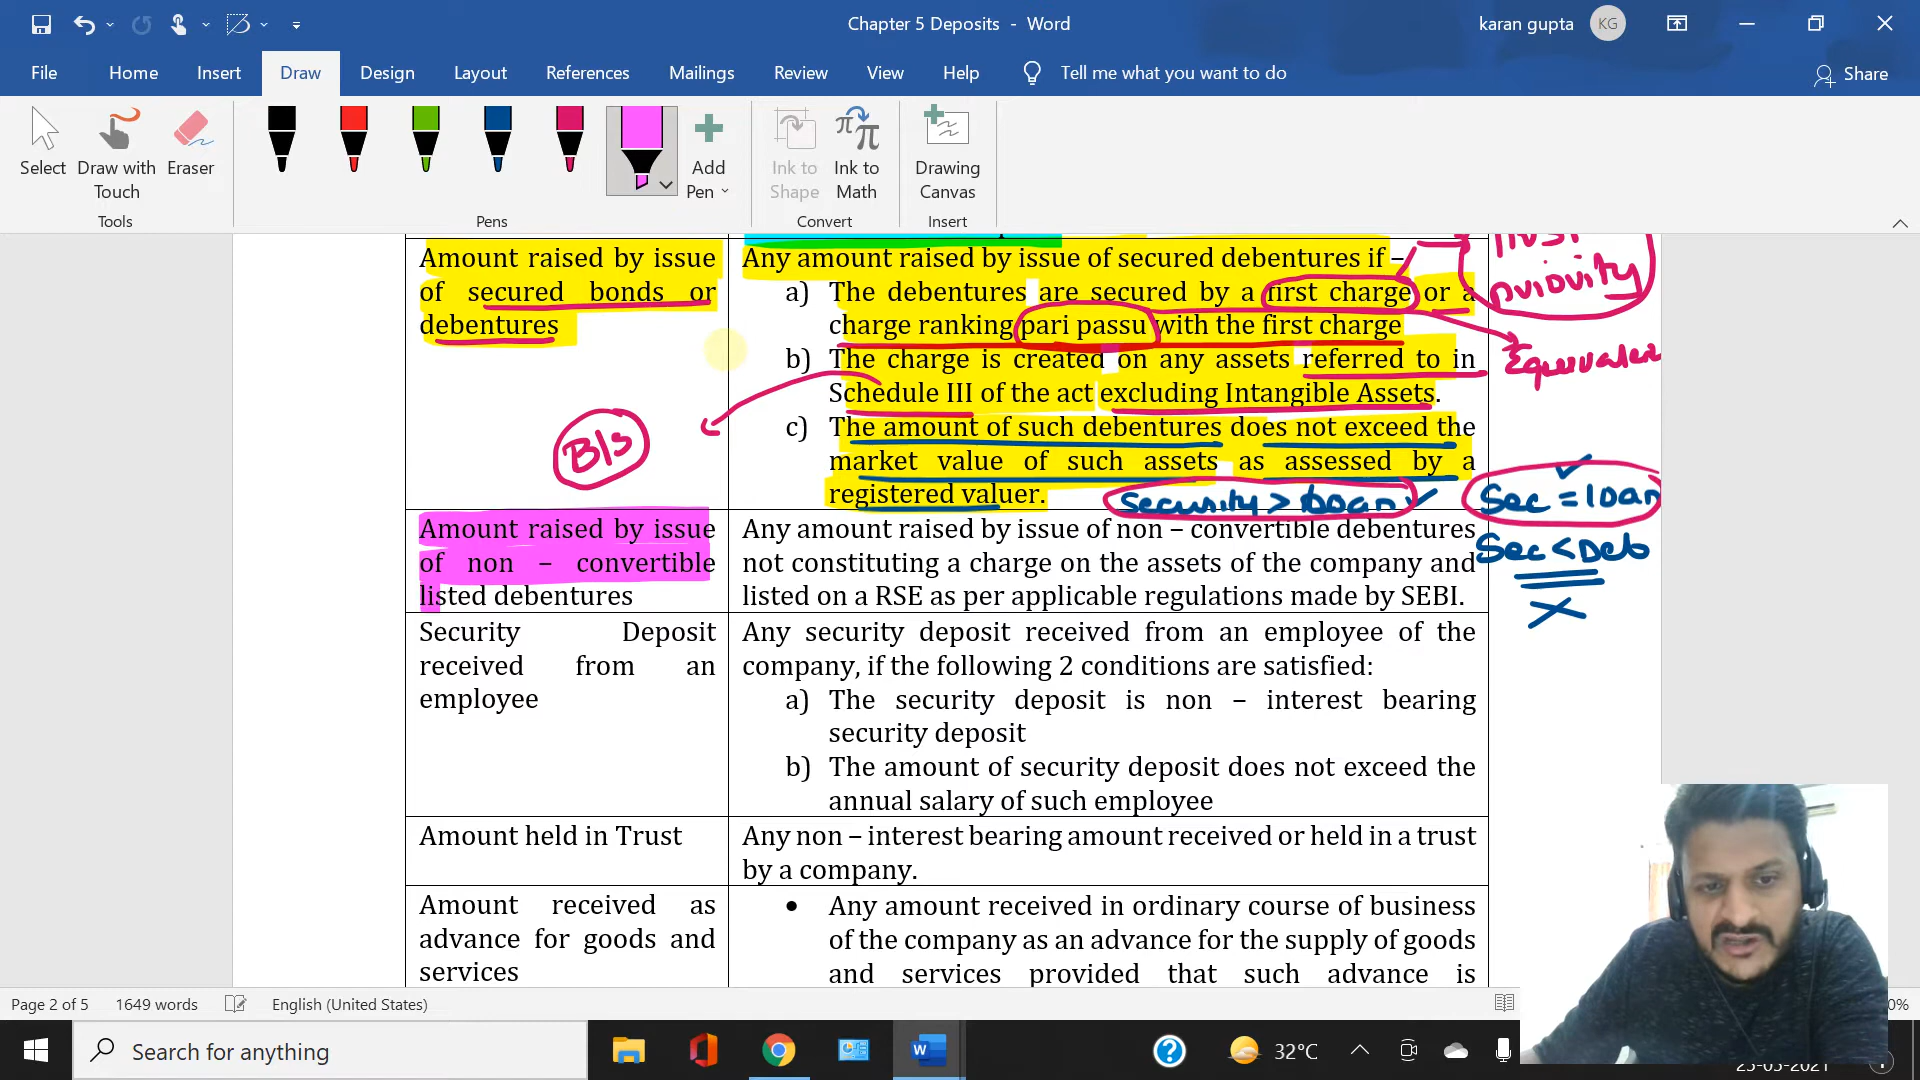 Chapter 5 Deposits - Word
karan gupta
KG
File Home Insert Draw Design Layout References Mailings Review View Help Tell me what you want to do Share
Select
Draw with Touch
Eraser
Add Pen
Ink to Shape
Ink to Math
Drawing Canvas
Tools
Pens
Convert
Insert
Amount raised by issue
of secured bonds or
debentures
Any amount raised by issue of secured debentures if –
a) The debentures are secured by a first charge or a
charge ranking pari passu with the first charge
b) The charge is created on any assets referred to in
Schedule III of the act excluding Intangible Assets.
c) The amount of such debentures does not exceed the
market value of such assets as assessed by a
registered valuer.
priority
B/s
Security > Loan
Sec = loan
Sec < Deb
Amount raised by issue
of non – convertible
listed debentures
Any amount raised by issue of non – convertible debentures
not constituting a charge on the assets of the company and
listed on a RSE as per applicable regulations made by SEBI.
Security Deposit
received from an
employee
Any security deposit received from an employee of the
company, if the following 2 conditions are satisfied:
a) The security deposit is non – interest bearing
security deposit
b) The amount of security deposit does not exceed the
annual salary of such employee
Amount held in Trust
Any non – interest bearing amount received or held in a trust
by a company.
Amount received as
advance for goods and
services
• Any amount received in ordinary course of business
of the company as an advance for the supply of goods
and services provided that such advance is
Page 2 of 5 1649 words English (United States)
Search for anything
32°C